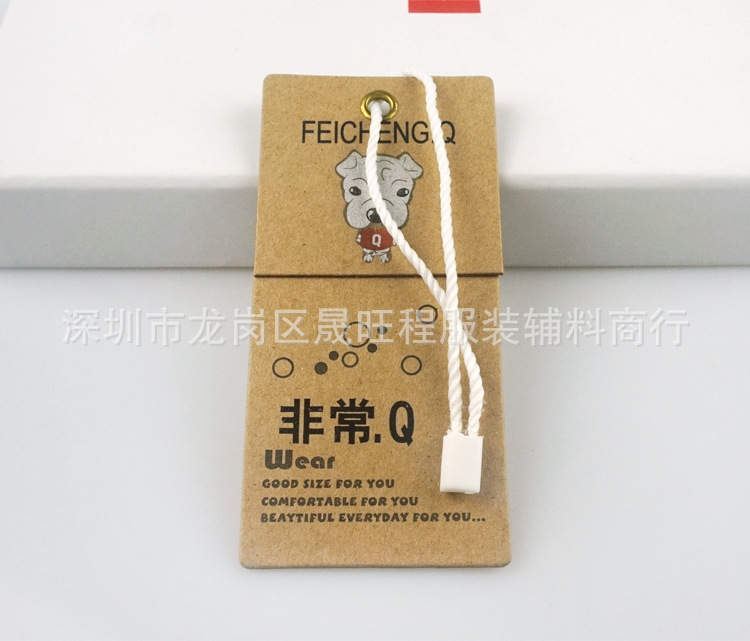 FEICHENG.Q
Q
深圳市龙岗区晟旺程服装辅料商行
非常.Q
Wear
GOOD SIZE FOR YOU
COMFORTABLE FOR YOU
BEAYTIFUL EVERYDAY FOR YOU...